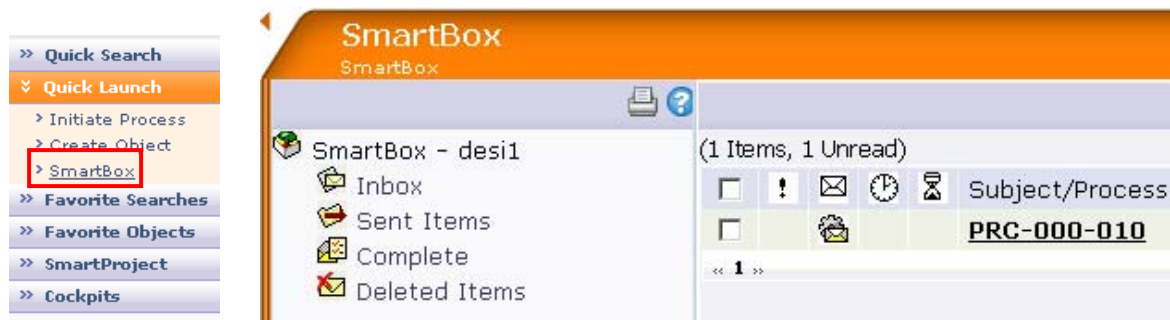 » Quick Search
Quick Launch
› Initiate Process
› Create Object
› SmartBox
» Favorite Searches
» Favorite Objects
» SmartProject
» Cockpits
SmartBox
SmartBox
SmartBox - desi1
Inbox
Sent Items
Complete
Deleted Items
(1 Items, 1 Unread)
! Subject/Process
PRC-000-010
« 1 »